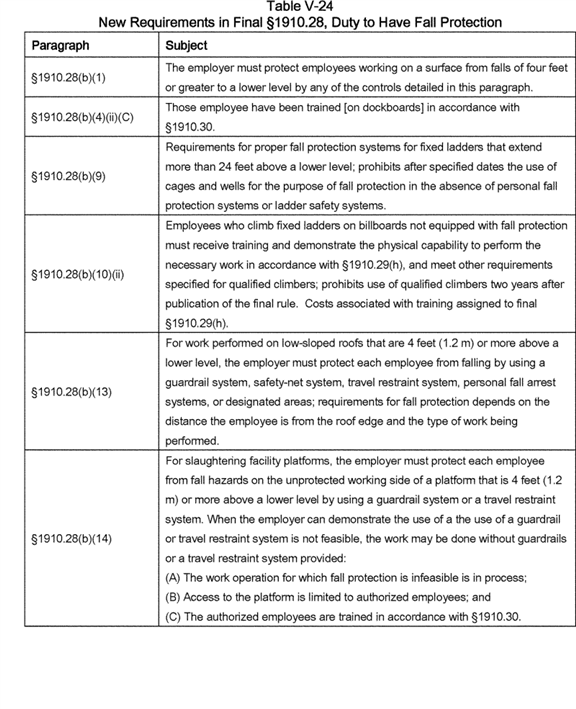 Table V-24
New Requirements in Final §1910.28, Duty to Have Fall Protection
Paragraph
Subject
§1910.28(b)(1)
The employer must protect employees working on a surface from falls of four feet
or greater to a lower level by any of the controls detailed in this paragraph.
§1910.28(b)(4)(ii)(C)
Those employee have been trained [on dockboards] in accordance with
§1910.30.
§1910.28(b)(9)
Requirements for proper fall protection systems for fixed ladders that extend
more than 24 feet above a lower level; prohibits after specified dates the use of
cages and wells for the purpose of fall protection in the absence of personal fall
protection systems or ladder safety systems.
§1910.28(b)(10)(ii)
Employees who climb fixed ladders on billboards not equipped with fall protection
must receive training and demonstrate the physical capability to perform the
necessary work in accordance with §1910.29(h), and meet other requirements
specified for qualified climbers; prohibits use of qualified climbers two years after
publication of the final rule. Costs associated with training assigned to final
§1910.29(h).
§1910.28(b)(13)
For work performed on low-sloped roofs that are 4 feet (1.2 m) or more above a
lower level, the employer must protect each employee from falling by using a
guardrail system, safety-net system, travel restraint system, personal fall arrest
systems, or designated areas; requirements for fall protection depends on the
distance the employee is from the roof edge and the type of work being
performed.
§1910.28(b)(14)
For slaughtering facility platforms, the employer must protect each employee
from fall hazards on the unprotected working side of a platform that is 4 feet (1.2
m) or more above a lower level by using a guardrail system or a travel restraint
system. When the employer can demonstrate the use of a the use of a guardrail
or travel restraint system is not feasible, the work may be done without guardrails
or a travel restraint system provided:
(A) The work operation for which fall protection is infeasible is in process;
(B) Access to the platform is limited to authorized employees; and
(C) The authorized employees are trained in accordance with §1910.30.